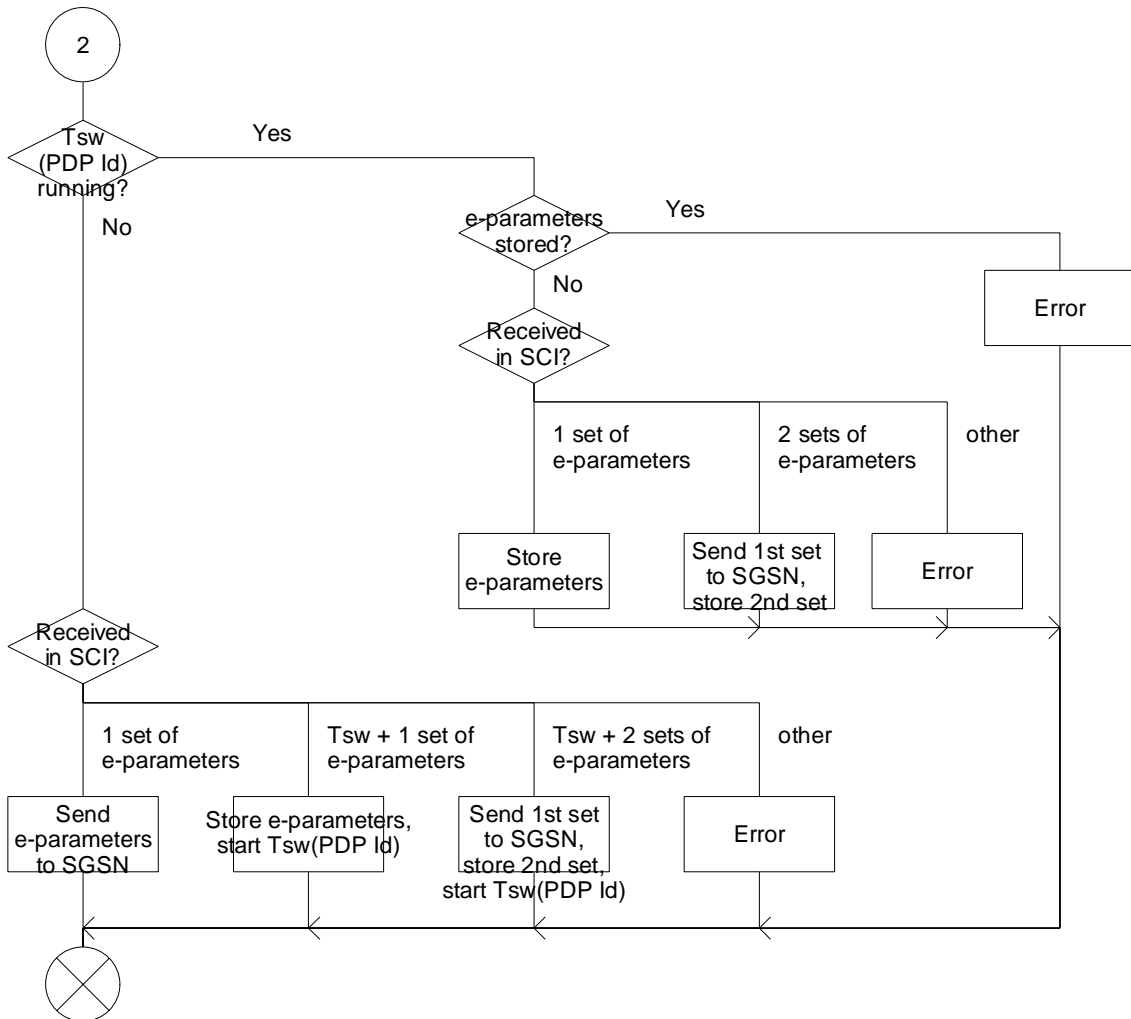 2
Tsw
(PDP Id)
running?
Yes
No
e-parameters
stored?
Yes
No
Error
Received
in SCI?
1 set of
e-parameters
2 sets of
e-parameters
other
Store
e-parameters
Send 1st set
to SGSN,
store 2nd set
Error
Received
in SCI?
1 set of
e-parameters
Tsw + 1 set of
e-parameters
Tsw + 2 sets of
e-parameters
other
Send
e-parameters
to SGSN
Store e-parameters,
start Tsw(PDP Id)
Send 1st set
to SGSN,
store 2nd set,
start Tsw(PDP Id)
Error